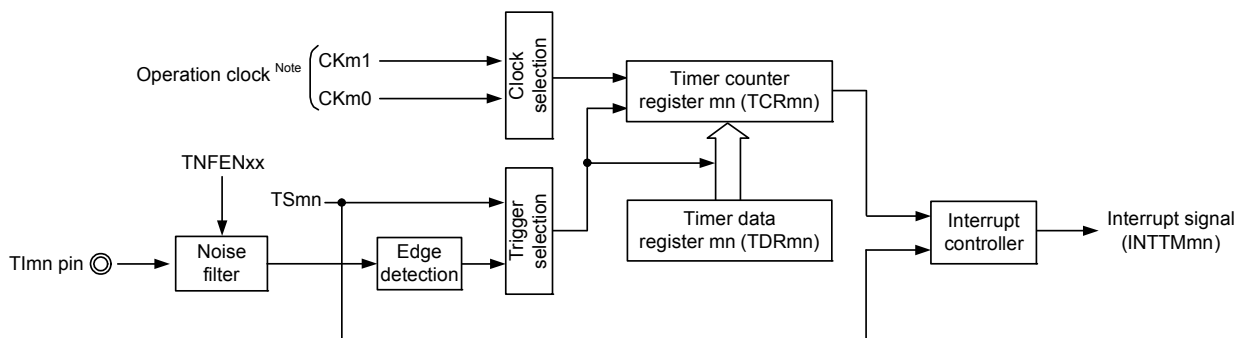 Operation clock Note
CKm1
CKm0
Clock
selection
Timer counter
register mn (TCRmn)
TNFENxx
TSmn
Trigger
selection
Timer data
register mn (TDRmn)
TImn pin
Noise
filter
Edge
detection
Interrupt
controller
Interrupt signal
(INTTMmn)